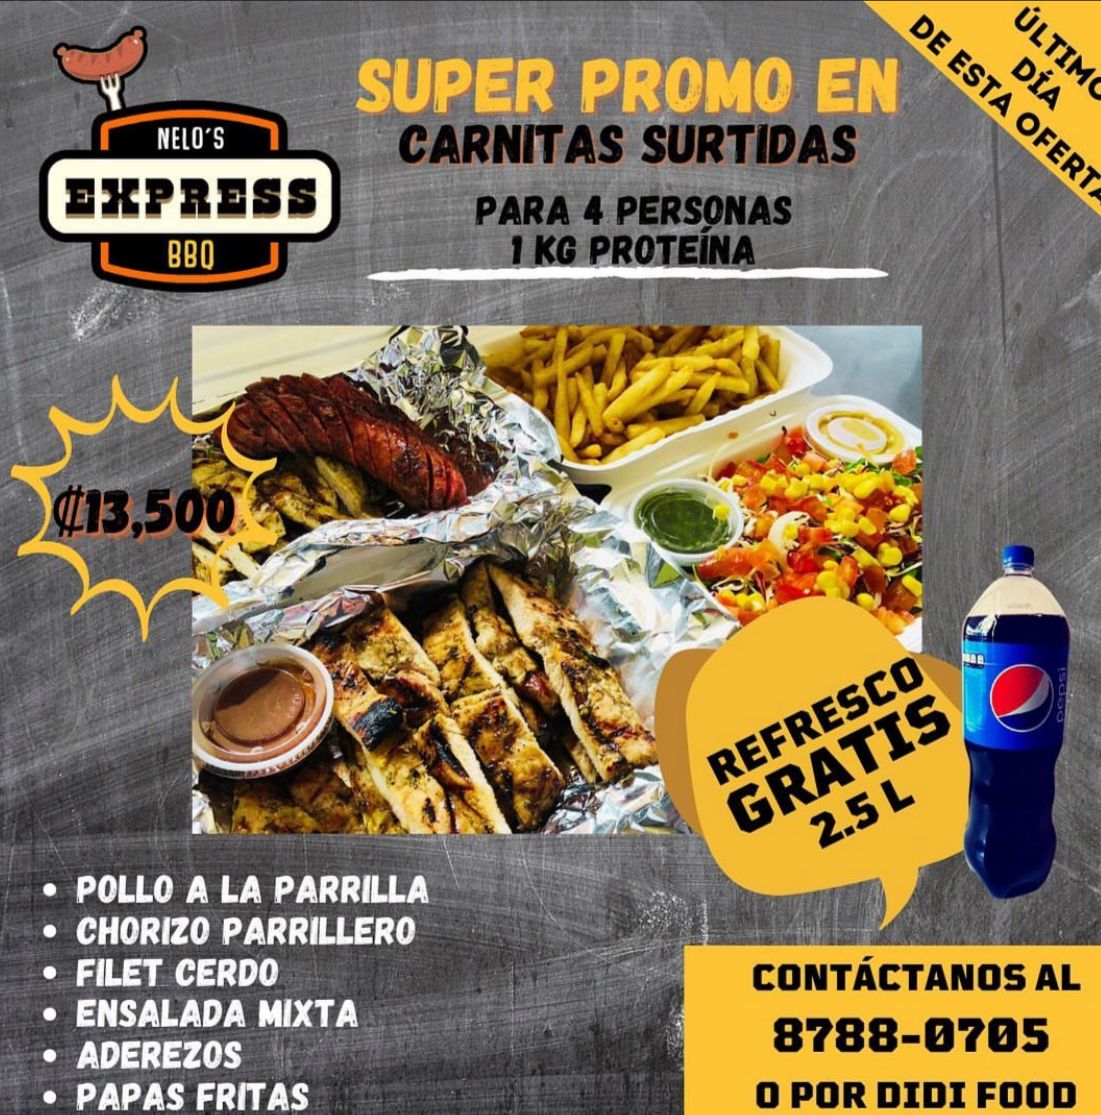 NELO´S
EXPRESS
BBQ
SUPER PROMO EN
CARNITAS SURTIDAS
PARA 4 PERSONAS
1 KG PROTEÍNA
ÚLTIMO
DÍA
DE ESTA OFERTA
₡13,500
REFRESCO
GRATIS
2.5 L
pepsi
• POLLO A LA PARRILLA
• CHORIZO PARRILLERO
• FILET CERDO
• ENSALADA MIXTA
• ADEREZOS
• PAPAS FRITAS
CONTÁCTANOS AL
8788-0705
O POR DIDI FOOD